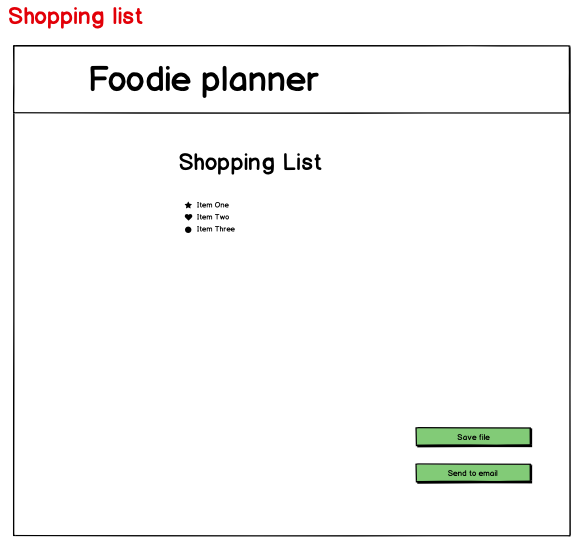 Shopping list
Foodie planner
Shopping List
Item One
Item Two
Item Three
Save file
Send to email